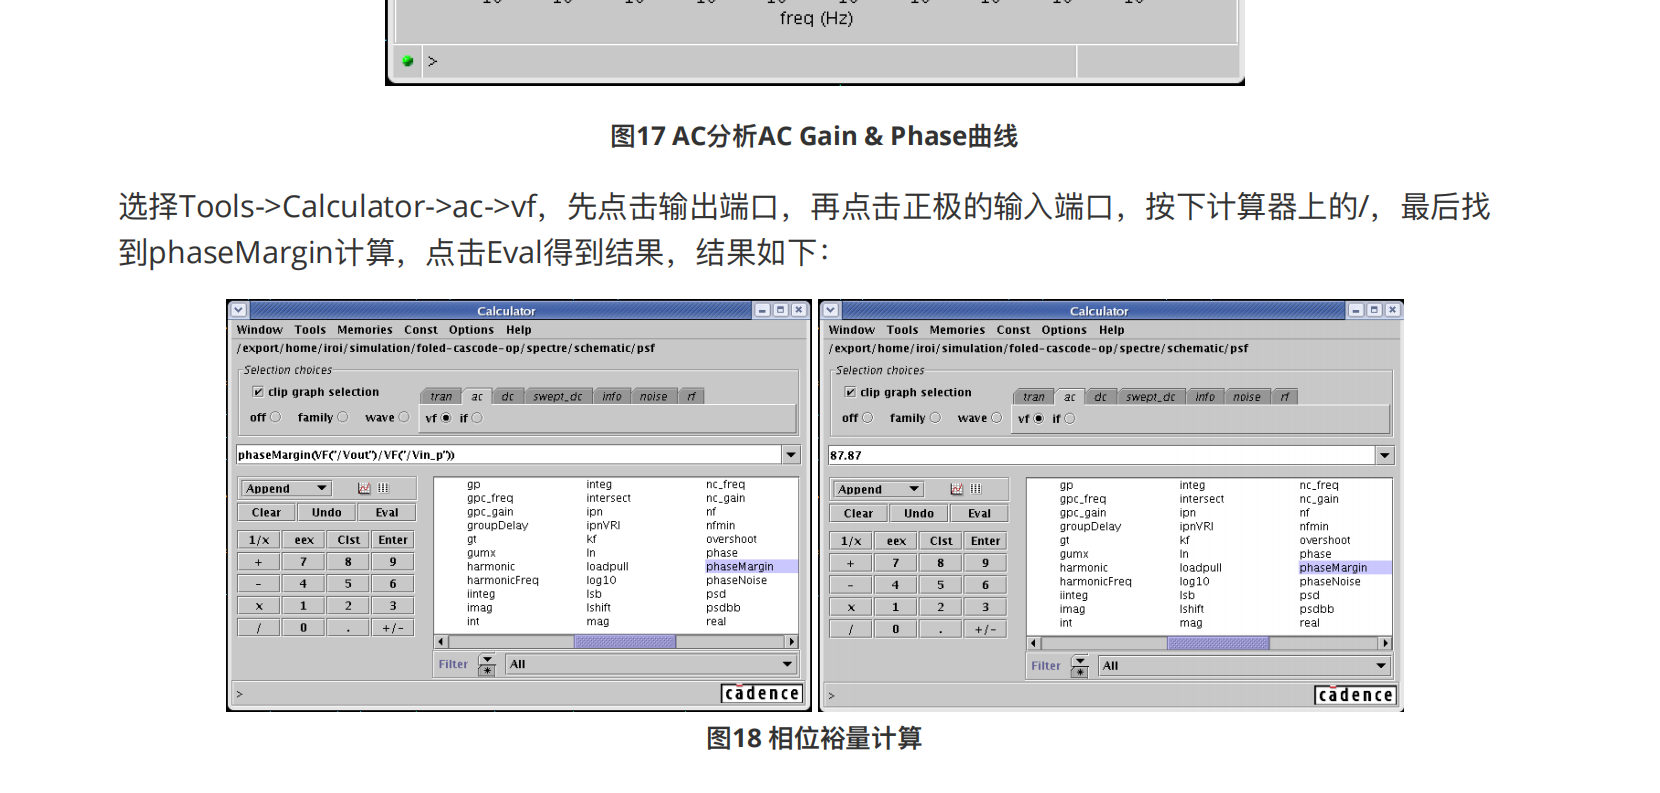 freq (Hz)
>
图17 AC分析AC Gain & Phase曲线
选择Tools->Calculator->ac->vf，先点击输出端口，再点击正极的输入端口，按下计算器上的/，最后找
到phaseMargin计算，点击Eval得到结果，结果如下：
Calculator
Window Tools Memories Const Options Help
/export/home/iroi/simulation/foled-cascode-op/spectre/schematic/psf
Selection choices
clip graph selection
tran ac dc swept_dc info noise rf
off family wave vf if
phaseMargin(VF("/Vout")/VF("/Vin_p"))
Append
Clear Undo Eval
1/x eex Clst Enter
+ 7 8 9
- 4 5 6
x 1 2 3
/ 0 . +/-
gp integ nc_freq
gpc_freq intersect nc_gain
gpc_gain ipn nf
groupDelay ipnVRI nfmin
gt kf overshoot
gumx ln phase
harmonic loadpull phaseMargin
harmonicFreq log10 phaseNoise
iinteg lsb psd
imag lshift psdbb
int mag real
Filter All
>
cādence
Calculator
Window Tools Memories Const Options Help
/export/home/iroi/simulation/foled-cascode-op/spectre/schematic/psf
Selection choices
clip graph selection
tran ac dc swept_dc info noise rf
off family wave vf if
87.87
Append
Clear Undo Eval
1/x eex Clst Enter
+ 7 8 9
- 4 5 6
x 1 2 3
/ 0 . +/-
gp integ nc_freq
gpc_freq intersect nc_gain
gpc_gain ipn nf
groupDelay ipnVRI nfmin
gt kf overshoot
gumx ln phase
harmonic loadpull phaseMargin
harmonicFreq log10 phaseNoise
iinteg lsb psd
imag lshift psdbb
int mag real
Filter All
>
cādence
图18 相位裕量计算